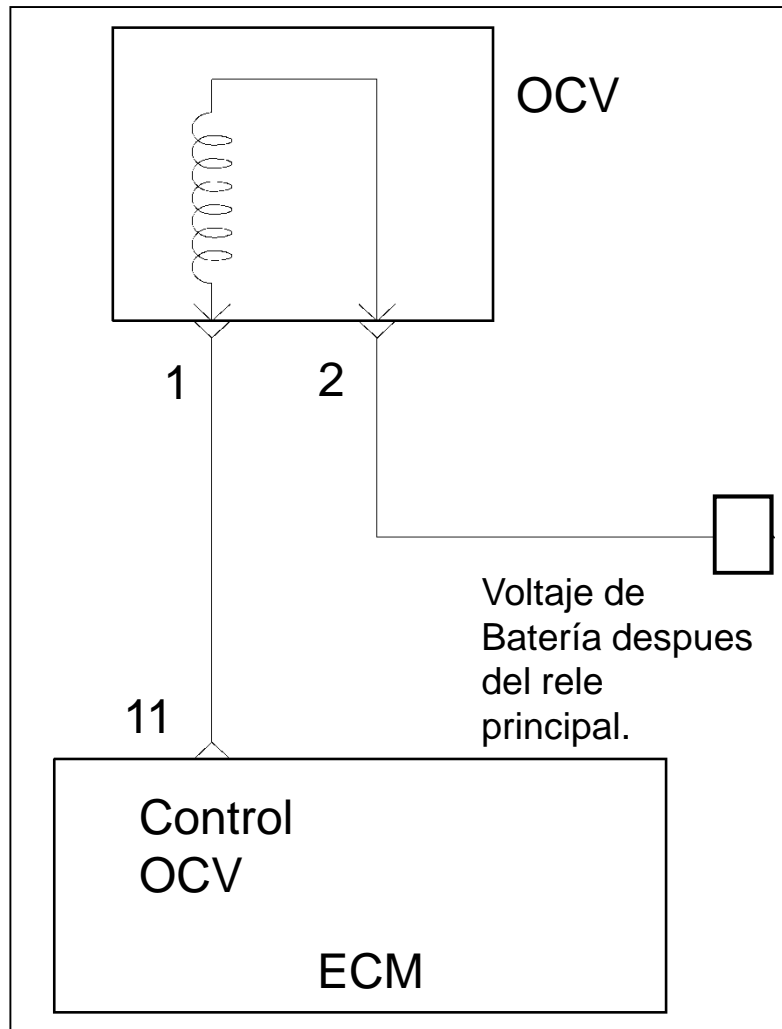 OCV
1
2
Voltaje de
Batería despues
del rele
principal.
11
Control
OCV
ECM